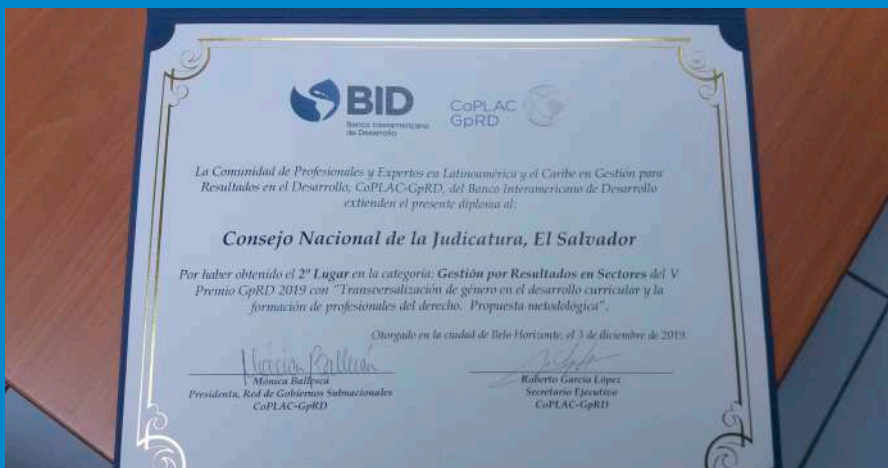 BID
Banco Interamericano
de Desarrollo
CoPLAC
GpRD
La Comunidad de Profesionales y Expertos en Latinoamérica y el Caribe en Gestión para
Resultados en el Desarrollo, CoPLAC-GpRD, del Banco Interamericano de Desarrollo
extienden el presente diploma al:
Consejo Nacional de la Judicatura, El Salvador
Por haber obtenido el 2º Lugar en la categoría: Gestión por Resultados en Sectores del V
Premio GpRD 2019 con "Transversalización de género en el desarrollo curricular y la
formación de profesionales del derecho. Propuesta metodológica".
Otorgado en la ciudad de Belo Horizonte, el 3 de diciembre de 2019.
Mónica Ballescá
Presidenta, Red de Gobiernos Subnacionales
CoPLAC-GpRD
Roberto García López
Secretario Ejecutivo
CoPLAC-GpRD